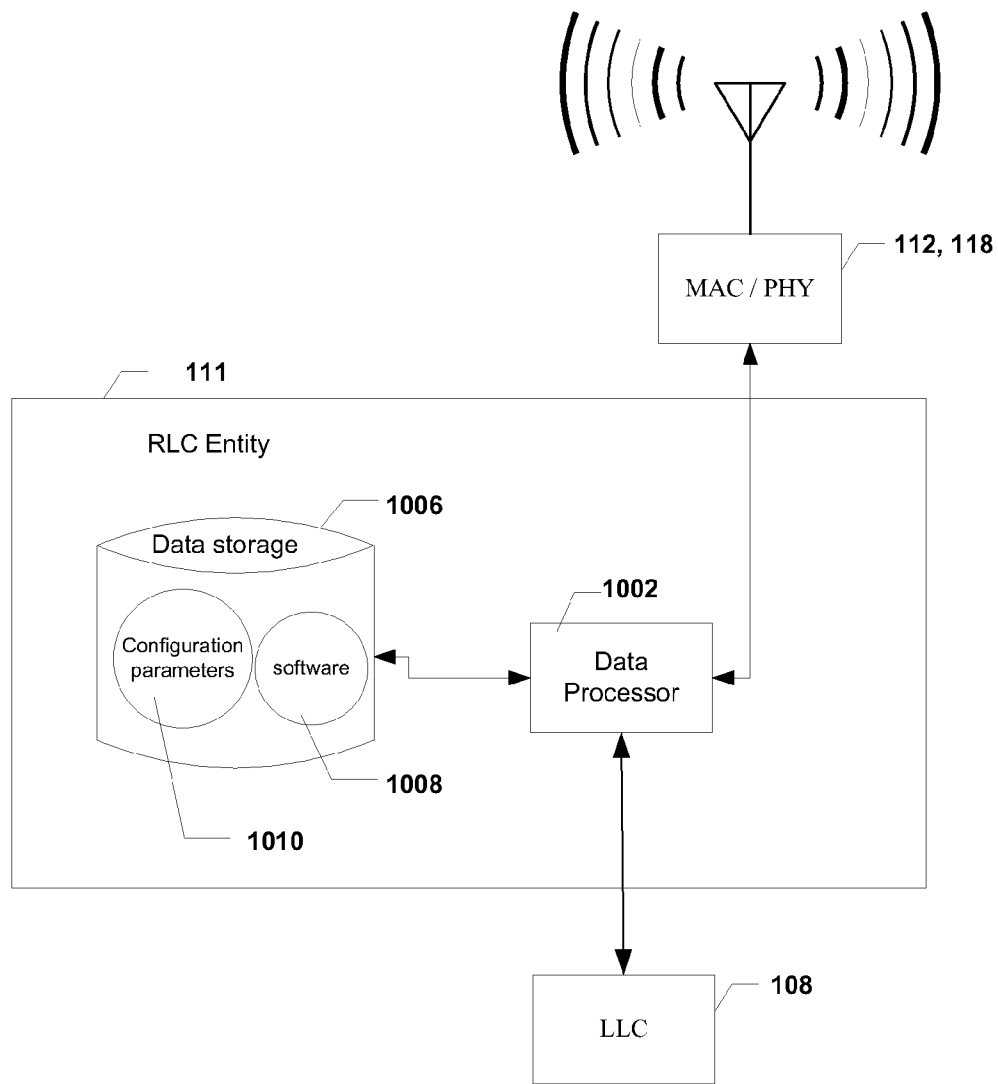 112, 118
MAC / PHY
111
RLC Entity
1006
Data storage
1002
Configuration
parameters
software
Data
Processor
1008
1010
108
LLC